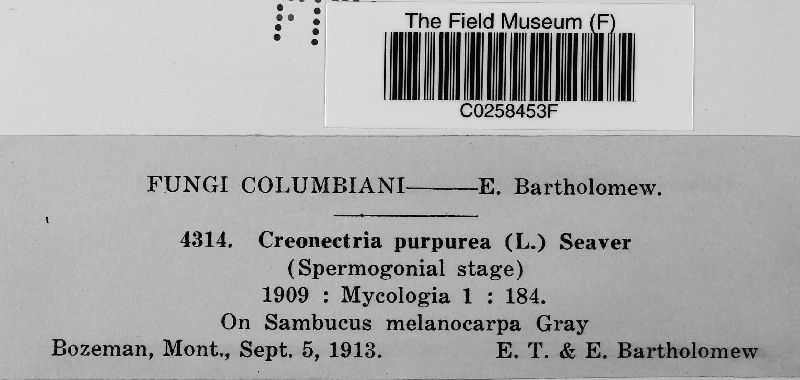 The Field Museum (F)
C0258453F
FUNGI COLUMBIANI——E. Bartholomew.
4314. Creonectria purpurea (L.) Seaver
(Spermogonial stage)
1909 : Mycologia 1 : 184.
On Sambucus melanocarpa Gray
Bozeman, Mont., Sept. 5, 1913. E. T. & E. Bartholomew